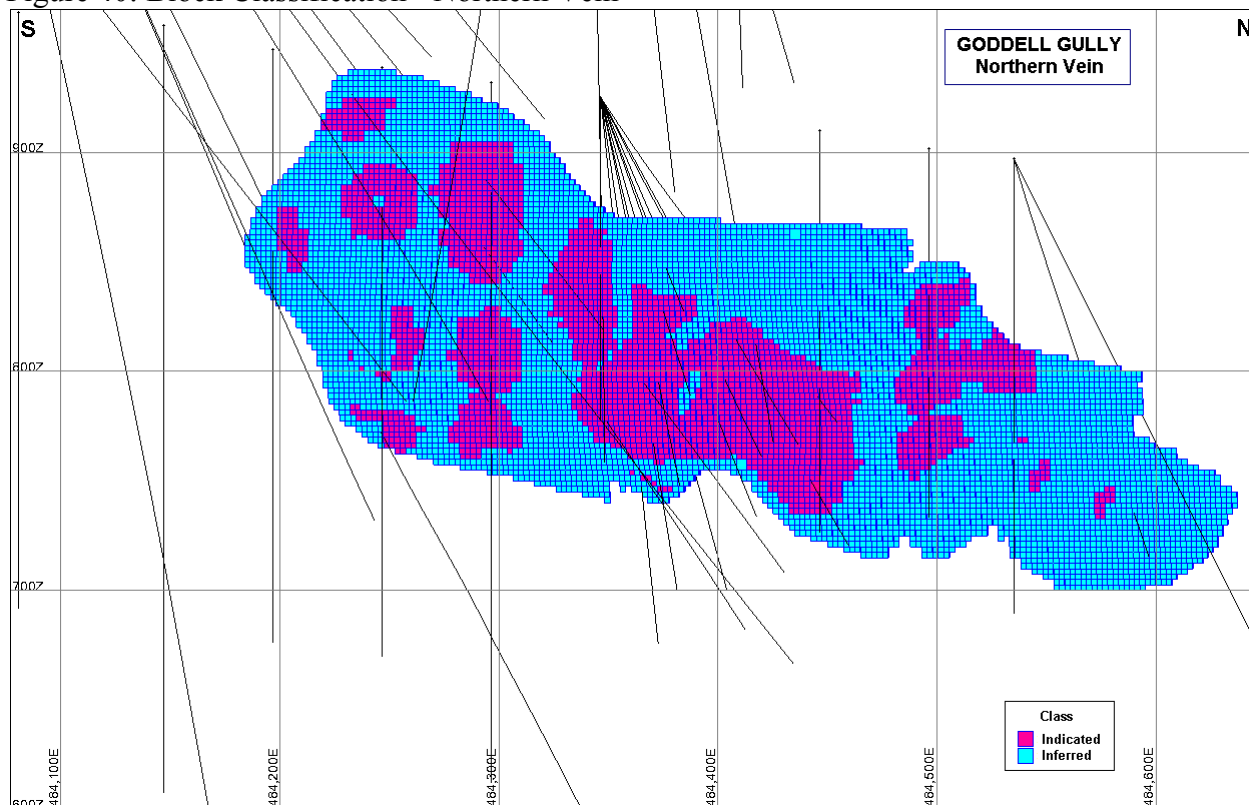 S
N
GODDELL GULLY
Northern Vein
900Z
800Z
700Z
Class
Indicated
Inferred
484,100E
484,200E
484,300E
484,400E
484,500E
484,600E